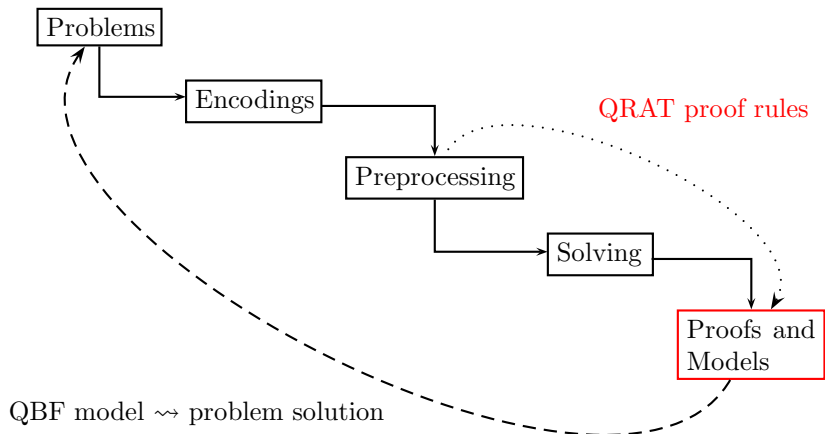 Problems
Encodings
QRAT proof rules
Preprocessing
Solving
Proofs and
Models
QBF model ⇝ problem solution